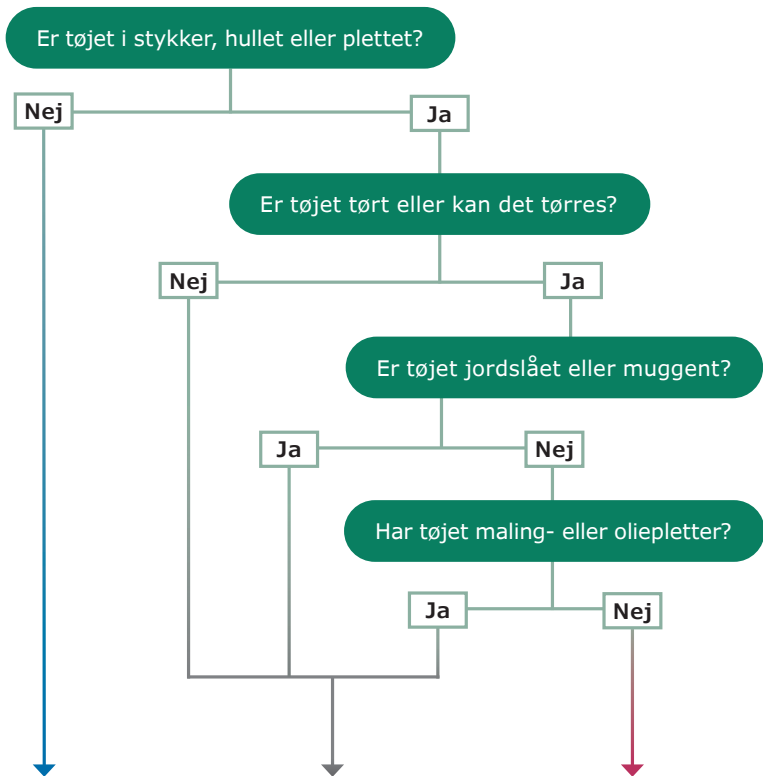 Er tøjet i stykker, hullet eller plettet?
Nej
Ja
Er tøjet tørt eller kan det tørres?
Nej
Ja
Er tøjet jordslået eller muggent?
Ja
Nej
Har tøjet maling- eller oliepletter?
Ja
Nej